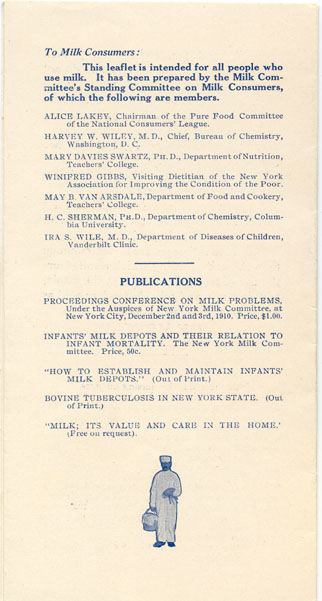 To Milk Consumers:
This leaflet is intended for all people who
use milk. It has been prepared by the Milk Com-
mittee's Standing Committee on Milk Consumers,
of which the following are members.
ALICE LAKEY, Chairman of the Pure Food Committee
of the National Consumers' League.
HARVEY W. WILEY, M. D., Chief, Bureau of Chemistry,
Washington, D. C.
MARY DAVIES SWARTZ, PH. D., Department of Nutrition,
Teachers' College.
WINIFRED GIBBS, Visiting Dietitian of the New York
Association for Improving the Condition of the Poor.
MAY B. VAN ARSDALE, Department of Food and Cookery,
Teachers' College.
H. C. SHERMAN, PH.D., Department of Chemistry, Colum-
bia University.
IRA S. WILE, M. D., Department of Diseases of Children,
Vanderbilt Clinic.
PUBLICATIONS
PROCEEDINGS CONFERENCE ON MILK PROBLEMS,
Under the Auspices of New York Milk Committee, at
New York City, December 2nd and 3rd, 1910. Price, $1.00.
INFANTS' MILK DEPOTS AND THEIR RELATION TO
INFANT MORTALITY. The New York Milk Com-
mittee. Price, 50c.
"HOW TO ESTABLISH AND MAINTAIN INFANTS'
MILK DEPOTS." (Out of Print.)
BOVINE TUBERCULOSIS IN NEW YORK STATE. (Out
of Print.)
"MILK; ITS VALUE AND CARE IN THE HOME.'
(Free on request).